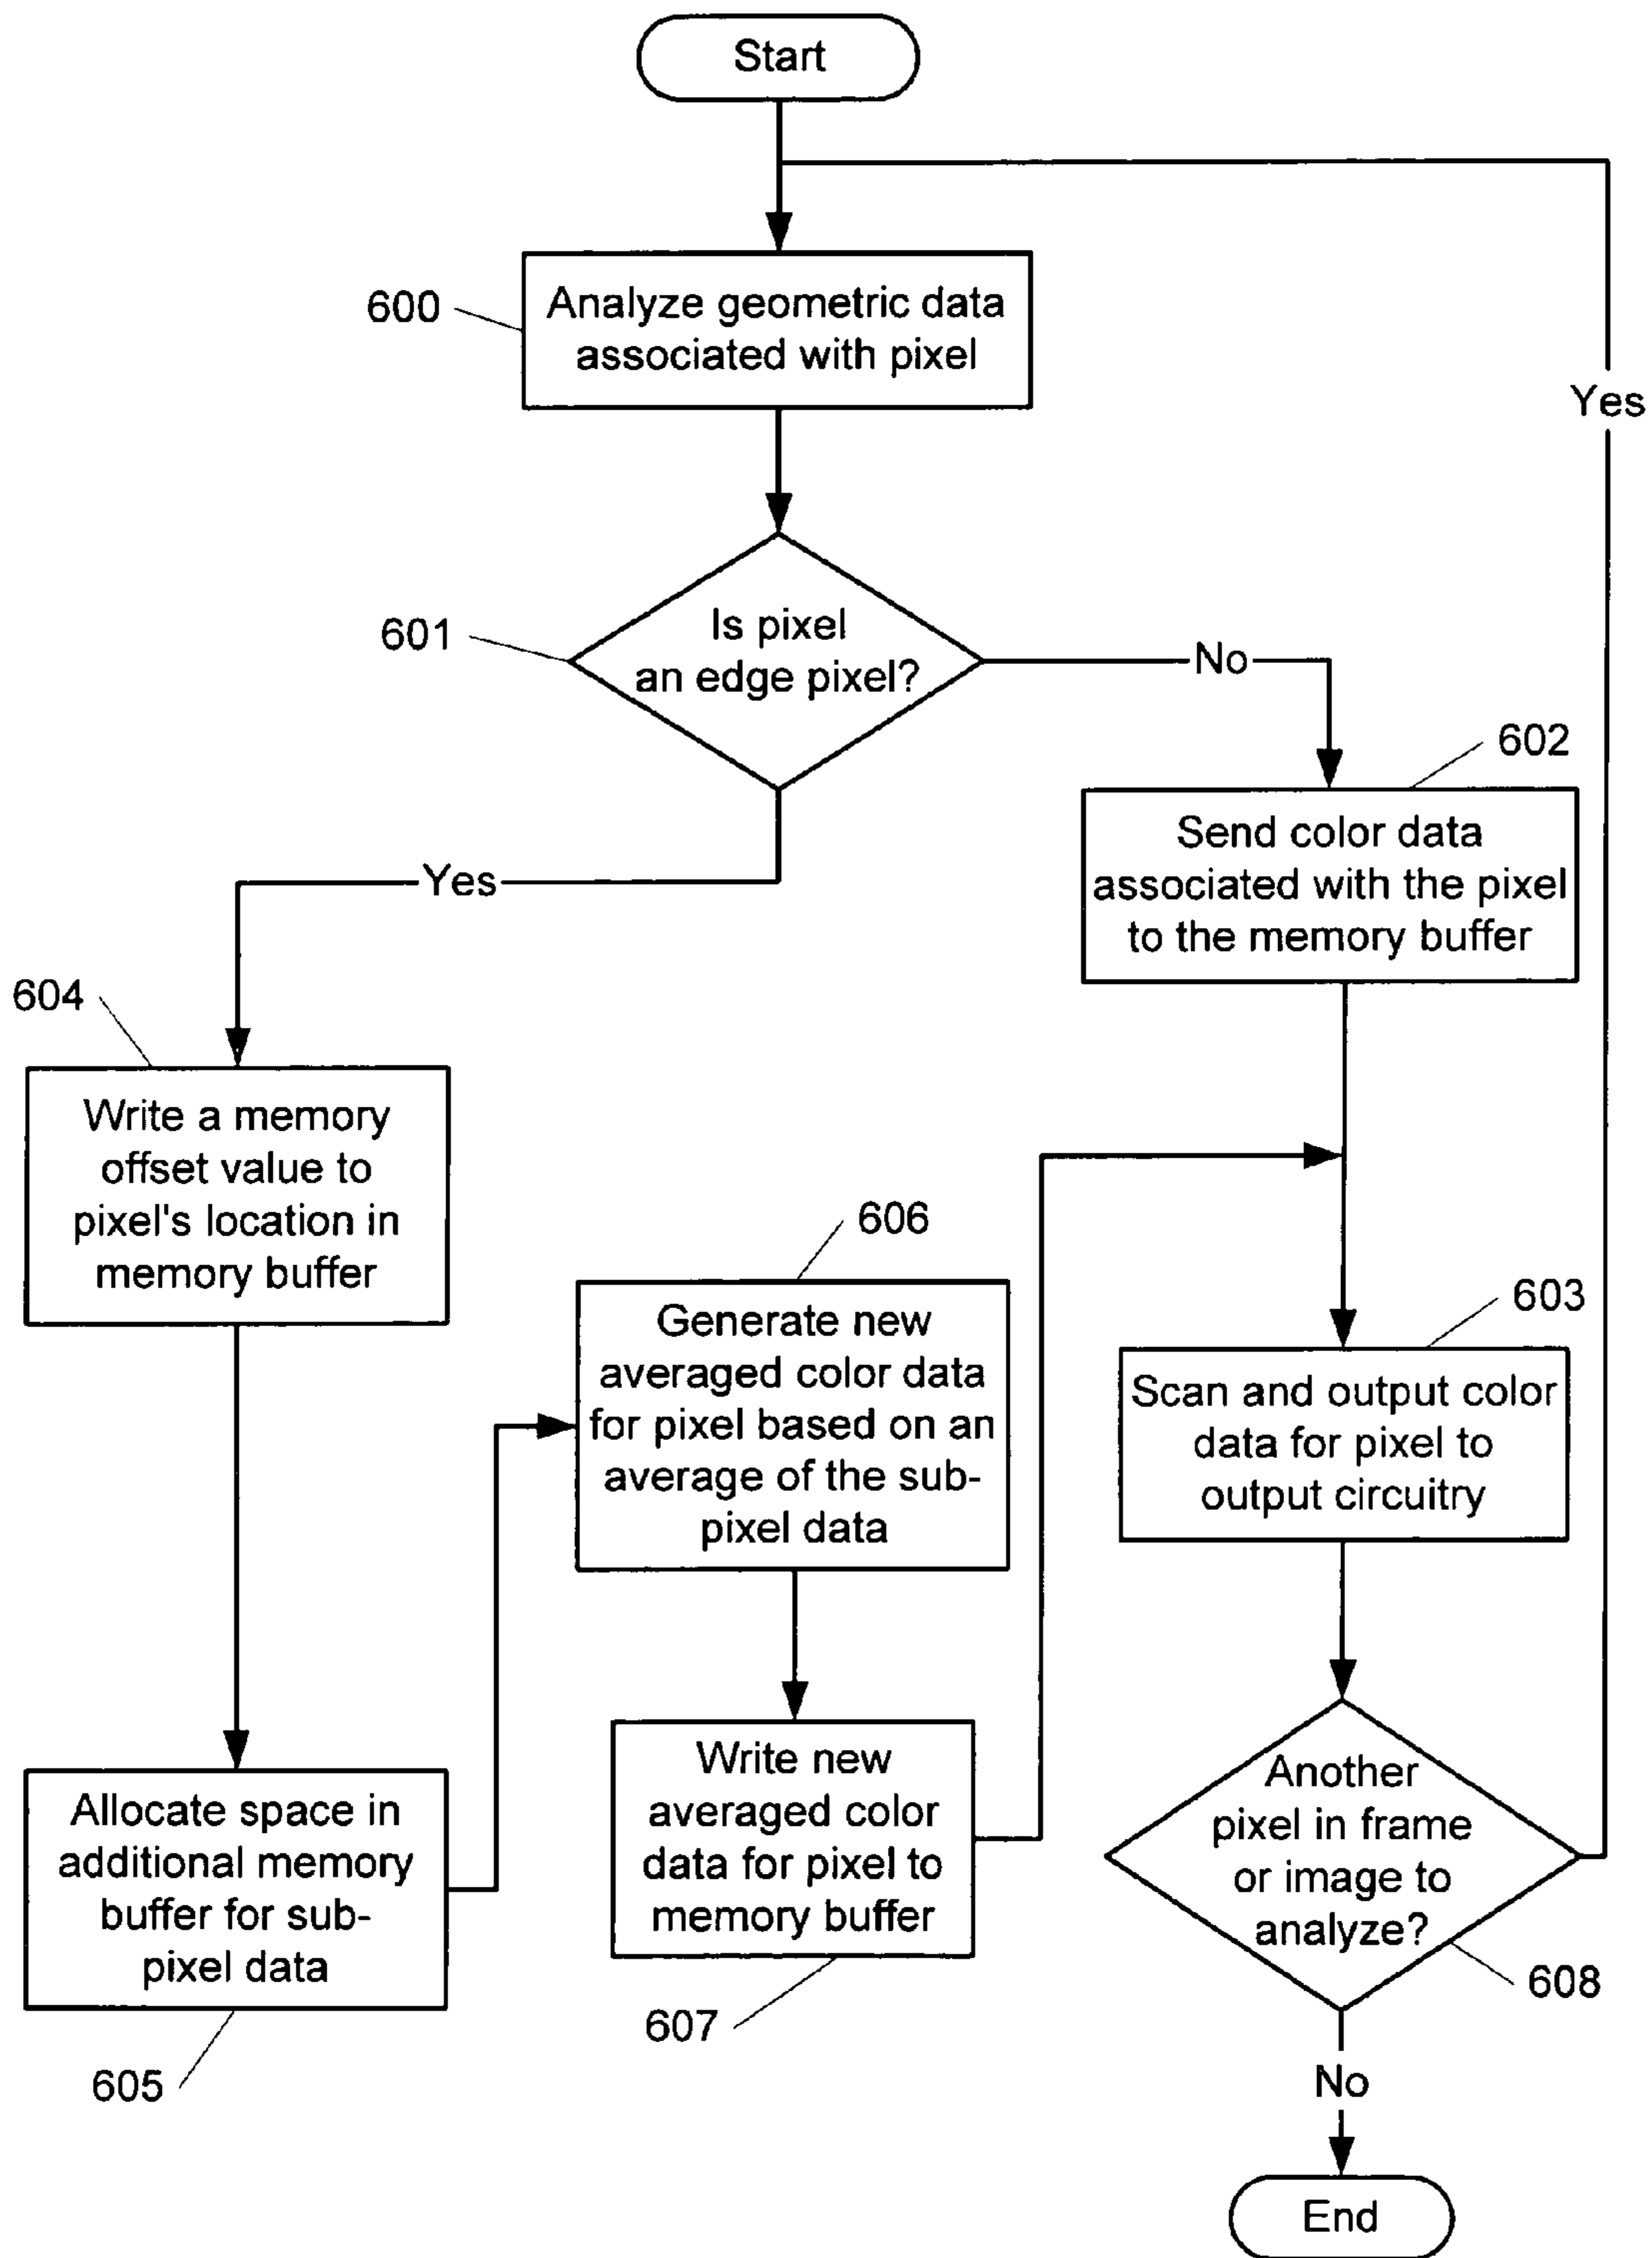 Start
600
Analyze geometric data
associated with pixel
Yes
601
Is pixel
an edge pixel?
No
602
Send color data
associated with the pixel
to the memory buffer
Yes
604
Write a memory
offset value to
pixel's location in
memory buffer
606
Generate new
averaged color data
for pixel based on an
average of the sub-
pixel data
603
Scan and output color
data for pixel to
output circuitry
Allocate space in
additional memory
buffer for sub-
pixel data
605
Write new
averaged color
data for pixel to
memory buffer
607
Another
pixel in frame
or image to
analyze?
608
No
End